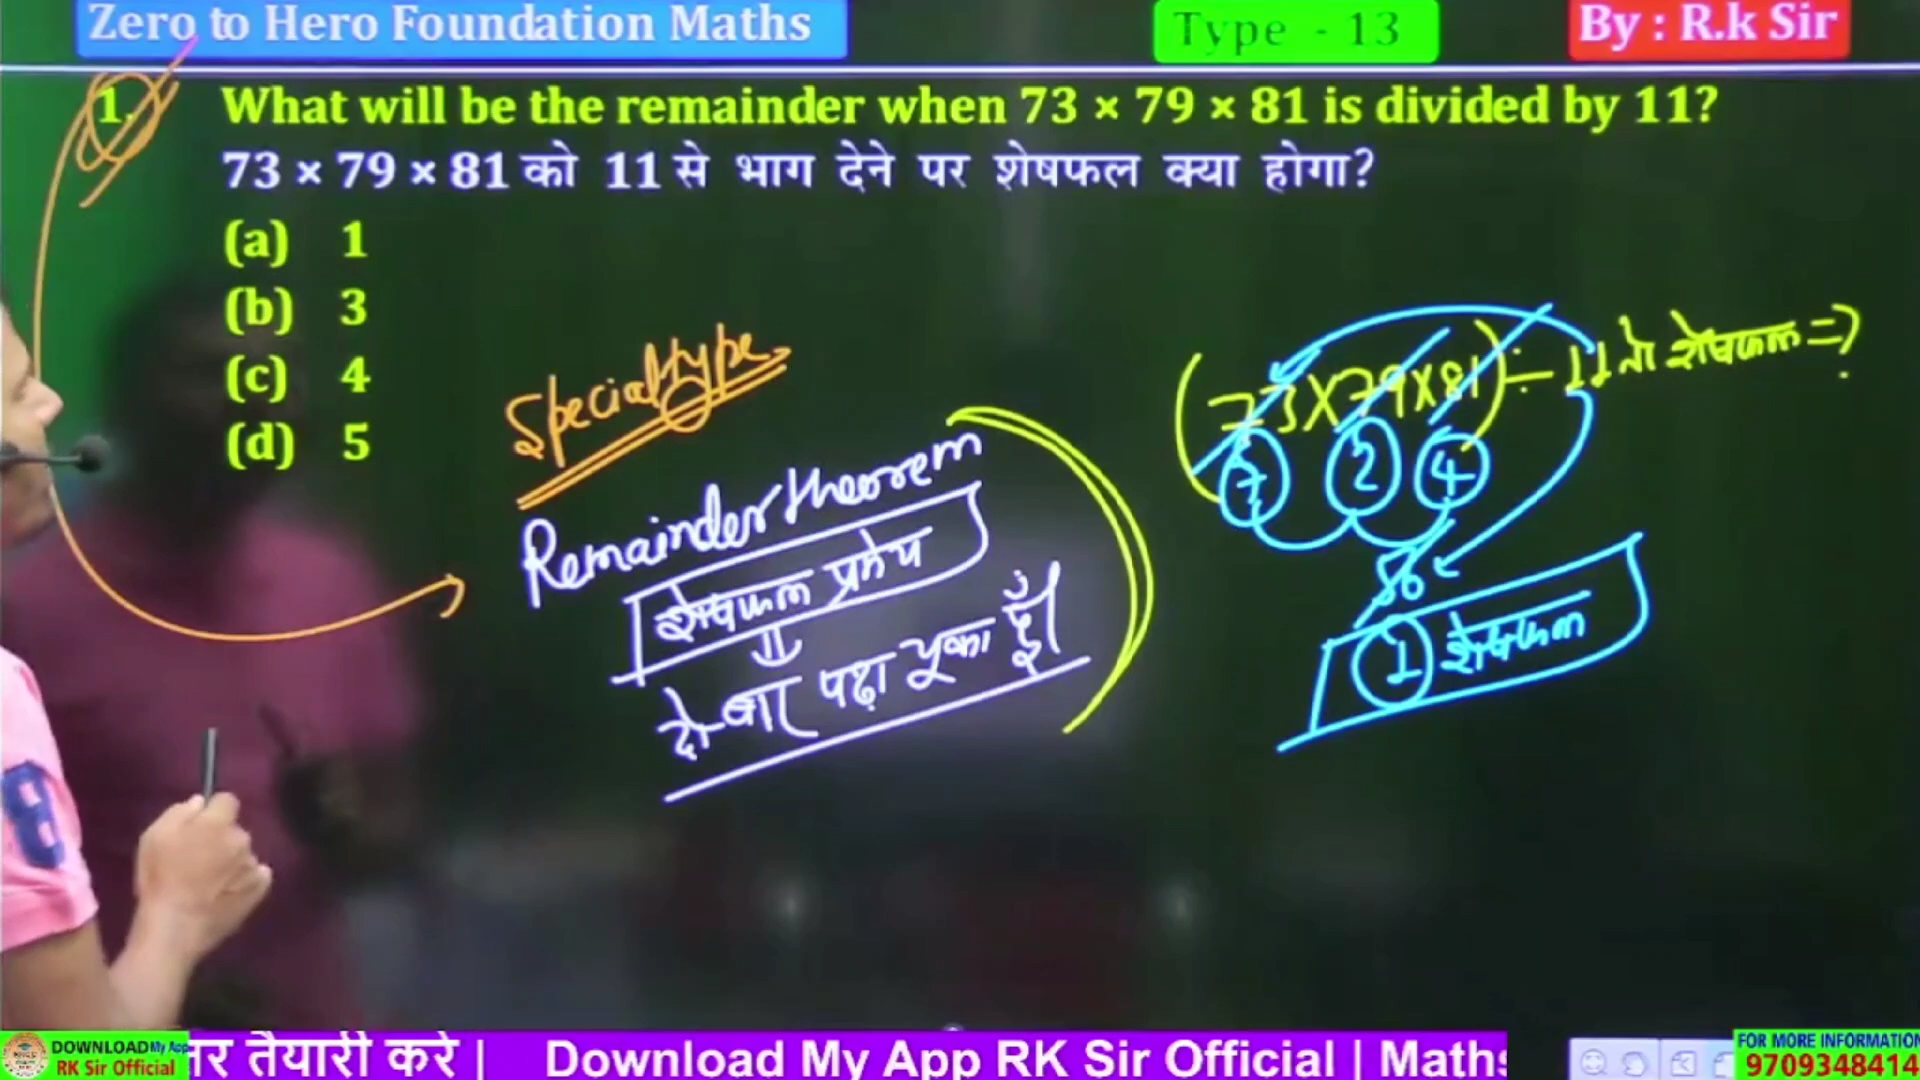 Zero to Hero Foundation Maths
Type - 13
By : R.k Sir
1. What will be the remainder when 73 × 79 × 81 is divided by 11?
73 × 79 × 81 को 11 से भाग देने पर शेषफल क्या होगा?
(a) 1
(b) 3
(c) 4
(d) 5
Special type
Remainder theorem
शेषफल प्रमेय
दो बार पढ़ा चूका हूँ।
(73×79×81) ÷ 11 तो शेषफल = ?
7 2 4
56
1 शेषफल
DOWNLOAD My App
RK Sir Official
तैयारी करे | Download My App RK Sir Official | Maths
FOR MORE INFORMATION
9709348414